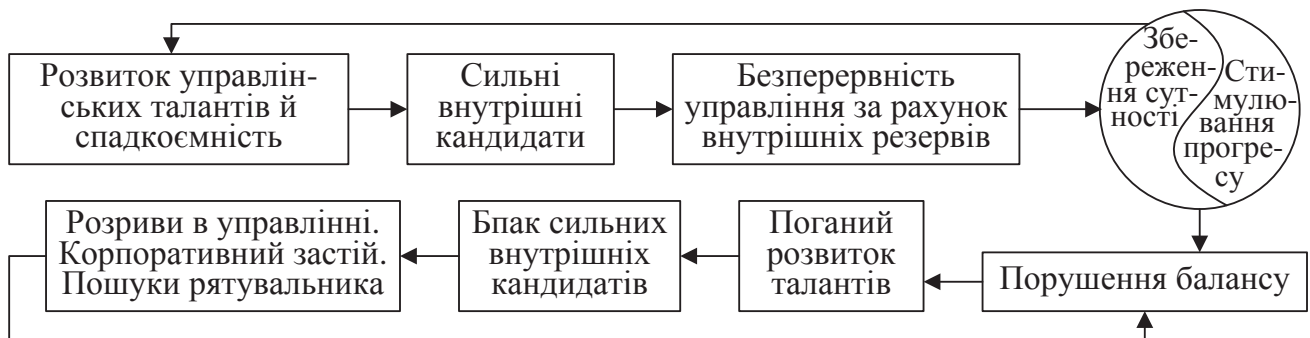 Розвиток управлін-
ських талантів й
спадкоємність
Сильні
внутрішні
кандидати
Безперервність
управління за рахунок
внутрішніх резервів
Збе-
режен-
ня сут-
ності
Сти-
мулю-
вання
прогре-
су
Розриви в управлінні.
Корпоративний застій.
Пошуки рятувальника
Бпак сильних
внутрішніх
кандидатів
Поганий
розвиток
талантів
Порушення балансу